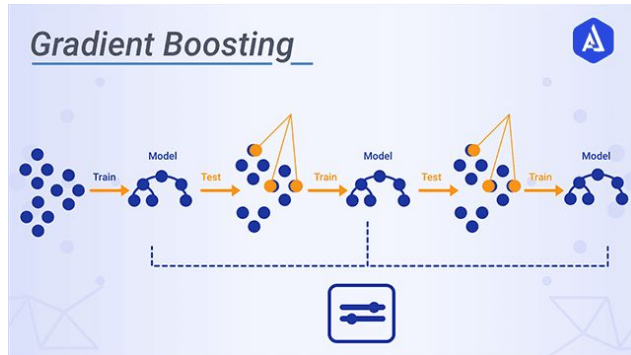 Gradient Boosting
Train
Model
Test
Train
Model
Test
Train
Model